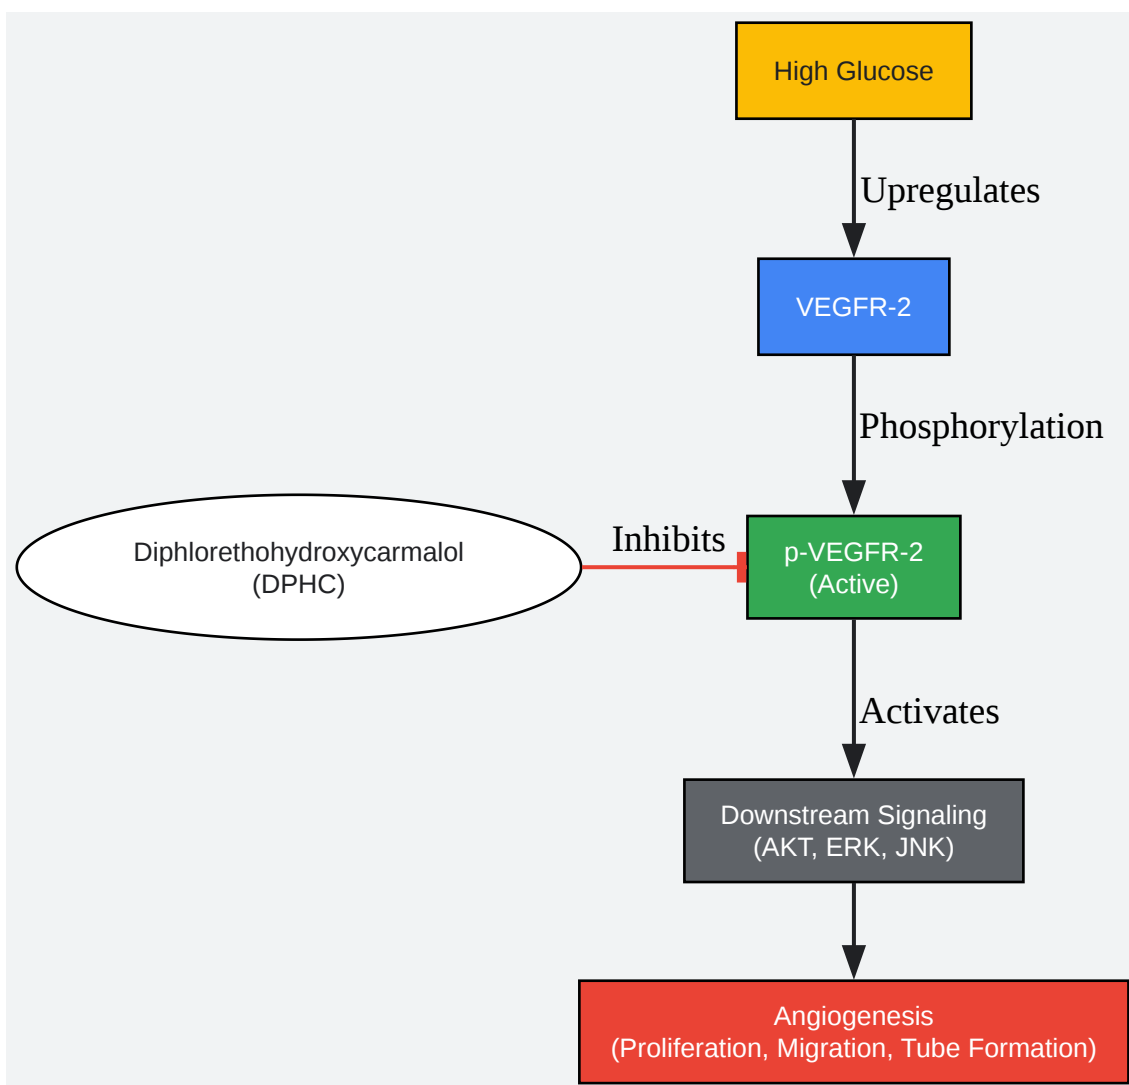 High Glucose
Upregulates
VEGFR-2
Phosphorylation
Diphlorethohydroxycarmalol
(DPHC)
Inhibits
p-VEGFR-2
(Active)
Activates
Downstream Signaling
(AKT, ERK, JNK)
Angiogenesis
(Proliferation, Migration, Tube Formation)